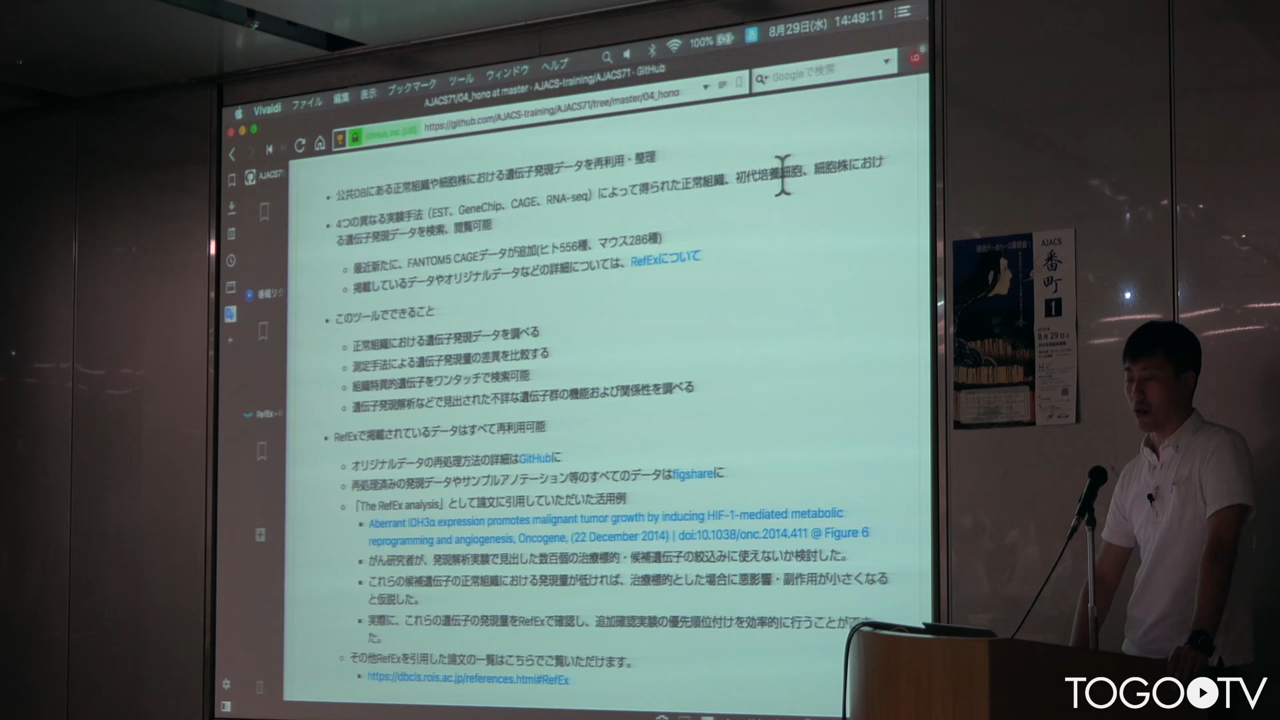 Vivaldi ファイル 編集 表示 ブックマーク ツール ウィンドウ ヘルプ 100% 8月29日(水) 14:49:11
AJACS71/04_hono at master · AJACS-training/AJACS71 · GitHub
https://github.com/AJACS-training/AJACS71/tree/master/04_hono
Googleで検索
AJACS71
公共DBにある正常組織や細胞株における遺伝子発現データを再利用・整理
4つの異なる実験手法（EST、GeneChip、CAGE、RNA-seq）によって得られた正常組織、初代培養細胞、細胞株におけ
る遺伝子発現データを検索、閲覧可能
最近新たに、FANTOM5 CAGEデータが追加(ヒト556種、マウス286種)
掲載しているデータやオリジナルデータなどの詳細については、RefExについて
このツールでできること
正常組織における遺伝子発現データを調べる
測定手法による遺伝子発現量の差異を比較する
組織特異的遺伝子をワンタッチで検索可能
遺伝子発現解析などで見出された不詳な遺伝子群の機能および関係性を調べる
RefExで掲載されているデータはすべて再利用可能
オリジナルデータの再処理方法の詳細はGitHubに
再処理済みの発現データやサンプルアノテーション等のすべてのデータはfigshareに
「The RefEx analysis」として論文に引用していただいた活用例
Aberrant IDH3α expression promotes malignant tumor growth by inducing HIF-1-mediated metabolic
reprogramming and angiogenesis, Oncogene, (22 December 2014) | doi:10.1038/onc.2014.411 @ Figure 6
がん研究者が、発現解析実験で見出した数百個の治療標的・候補遺伝子の絞込みに使えないか検討した。
これらの候補遺伝子の正常組織における発現量が低ければ、治療標的とした場合に悪影響・副作用が小さくなる
と仮説した。
実際に、これらの遺伝子の発現量をRefExで確認し、追加確認実験の優先順位付けを効率的に行うことが
た。
その他RefExを引用した論文の一覧はこちらでご覧いただけます。
https://dbcls.rois.ac.jp/references.html#RefEx
AJACS
番町
1
8月29日
TOGO TV